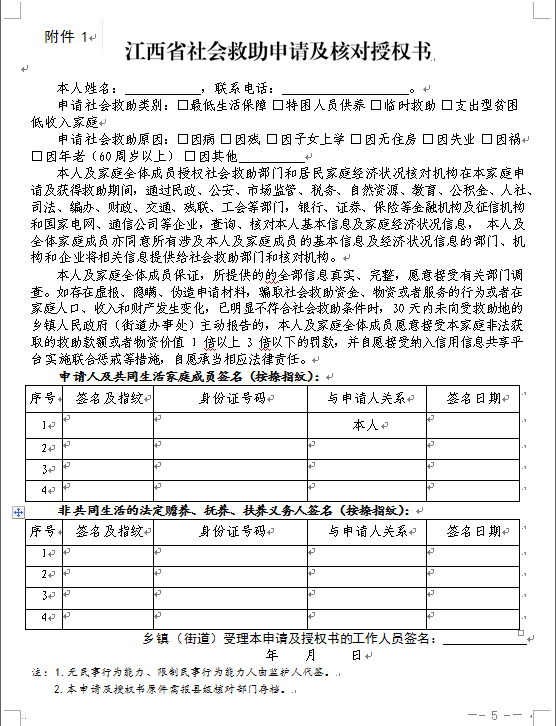 附件 1
江西省社会救助申请及核对授权书
本人姓名：____________，联系电话：____________________。
申请社会救助类别：□最低生活保障 □特困人员供养 □临时救助 □支出型贫困
低收入家庭
申请社会救助原因：□因病 □因残 □因子女上学 □因无住房 □因失业 □因祸
□因年老（60 周岁以上） □因其他__________
本人及家庭全体成员授权社会救助部门和居民家庭经济状况核对机构在本家庭申
请及获得救助期间，通过民政、公安、市场监管、税务、自然资源、教育、公积金、人社、
司法、编办、财政、交通、残联、工会等部门，银行、证券、保险等金融机构及征信机构
和国家电网、通信公司等企业，查询、核对本人基本信息及家庭经济状况信息， 本人及
全体家庭成员亦同意所有涉及本人及家庭成员的基本信息及经济状况信息的部门、机
构和企业将相关信息提供给社会救助部门和核对机构。
本人及家庭全体成员保证，所提供的的全部信息真实、完整，愿意接受有关部门调
查。如存在虚报、隐瞒、伪造申请材料，骗取社会救助资金、物资或者服务的行为或者在
家庭人口、收入和财产发生变化，已明显不符合社会救助条件时，30 天内未向受救助地的
乡镇人民政府（街道办事处）主动报告的，本人及家庭全体成员愿意接受本家庭非法获
取的救助款额或者物资价值 1 倍以上 3 倍以下的罚款，并自愿接受纳入信用信息共享平
台实施联合惩戒等措施，自愿承当相应法律责任。
申请人及共同生活家庭成员签名（按捺指纹）：
序号 签名及指纹 身份证号码 与申请人关系 签名日期
1 本人
2
3
4
非共同生活的法定赡养、抚养、扶养义务人签名（按捺指纹）：
序号 签名及指纹 身份证号码 与申请人关系 签名日期
1
2
3
4
乡镇（街道）受理本申请及授权书的工作人员签名：____________
年 月 日
注：1.无民事行为能力、限制民事行为能力人由监护人代签。
2.本申请及授权书原件需报县级核对部门存档。
— 5 —